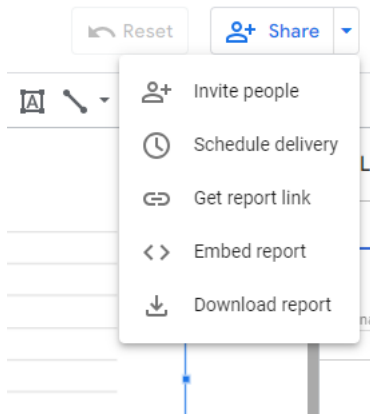 Reset
Share
A
Invite people
Schedule delivery
Get report link
Embed report
Download report